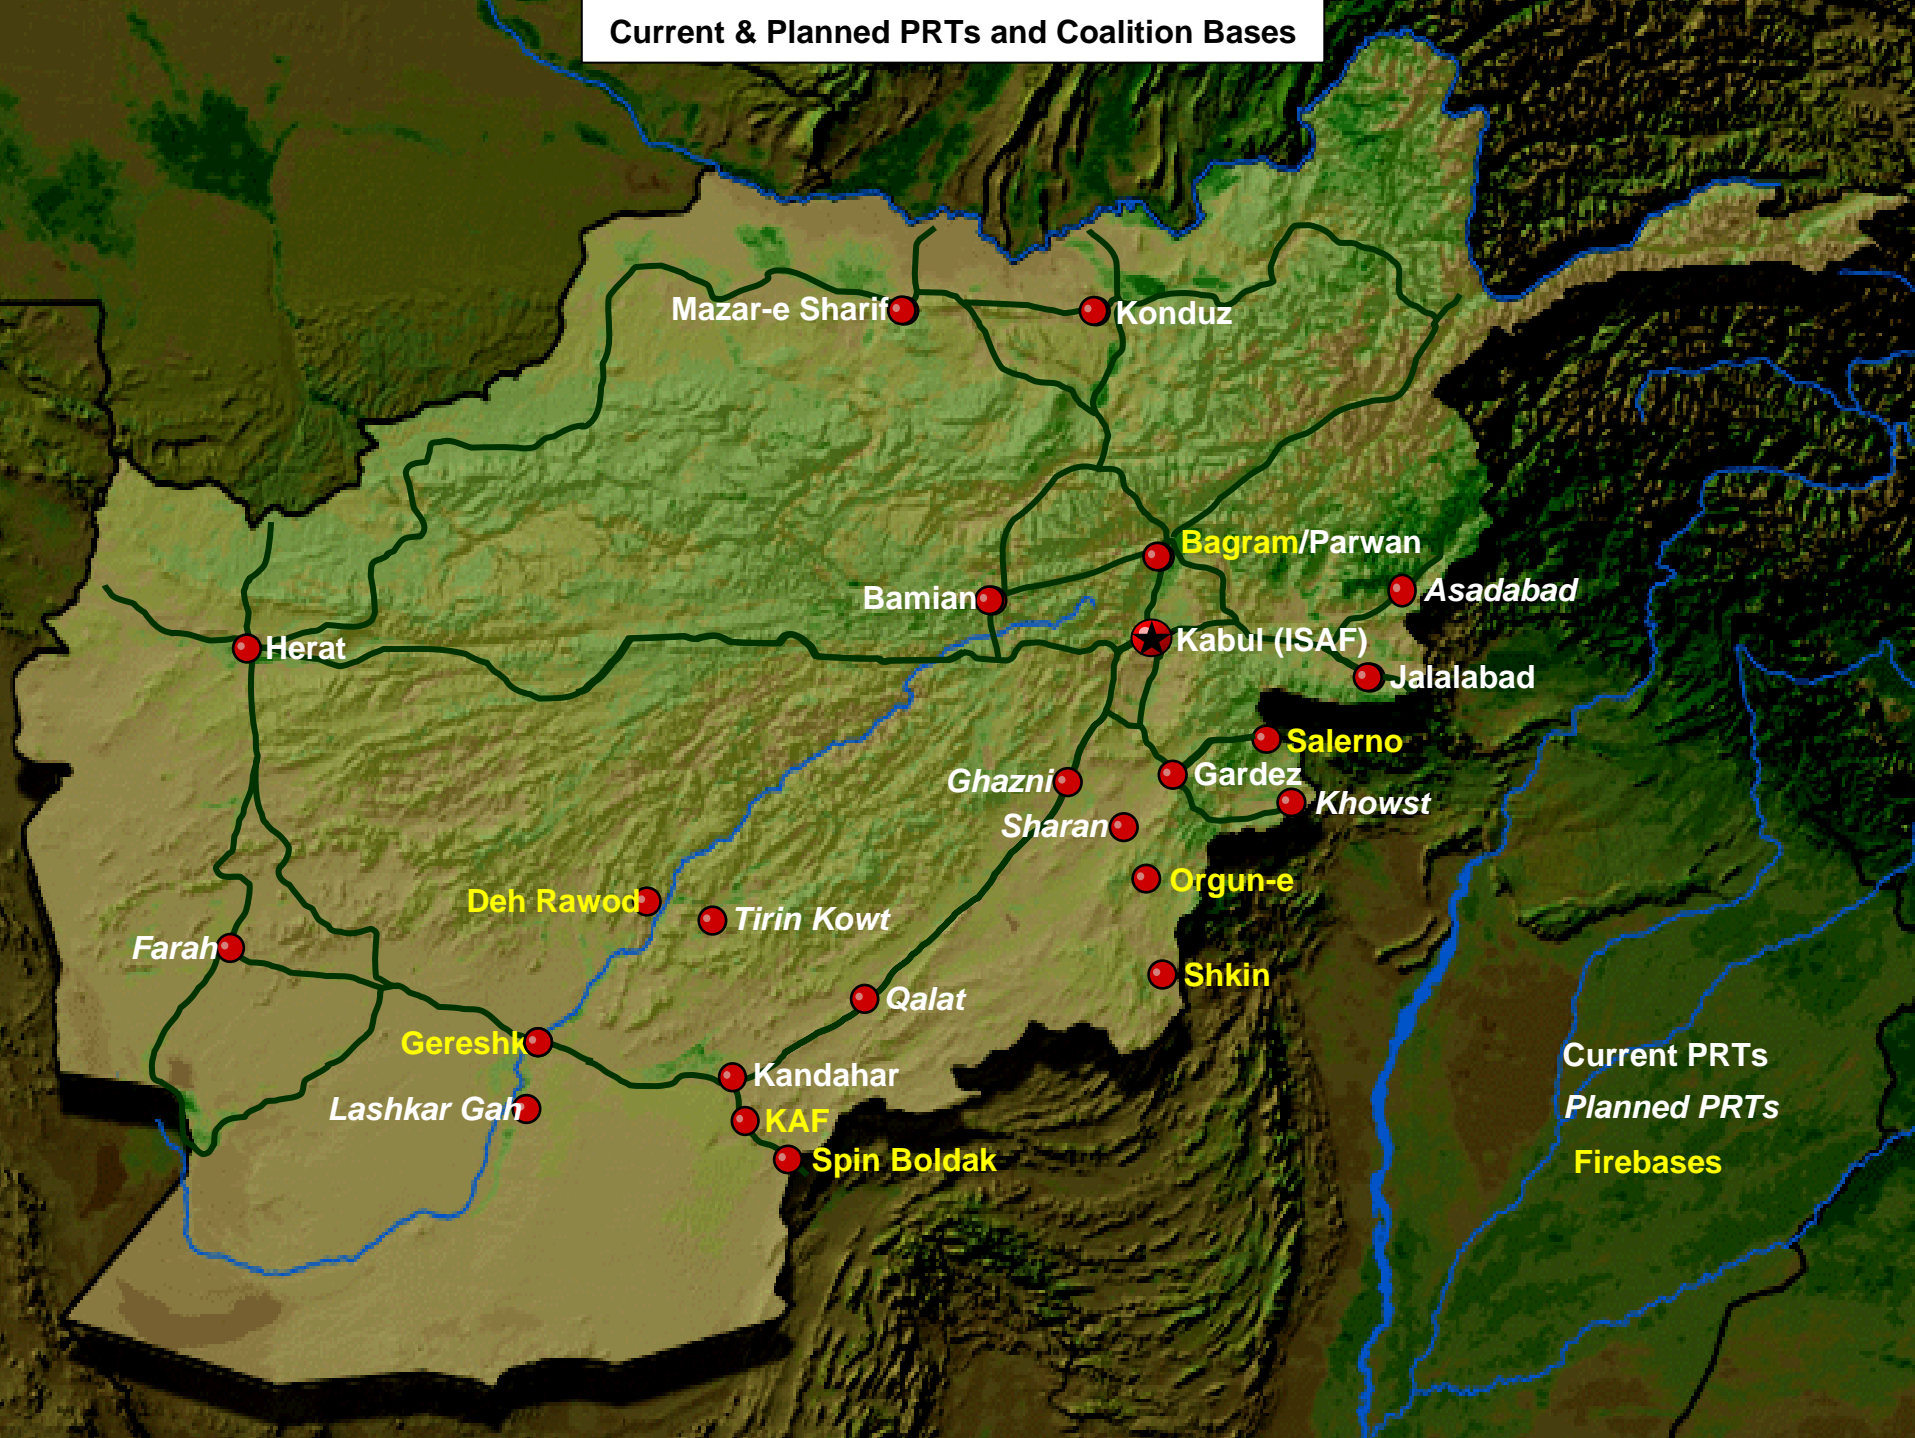 Current & Planned PRTs and Coalition Bases
Mazar-e Sharif
Konduz
Bagram/Parwan
Asadabad
Bamian
Kabul (ISAF)
Herat
Jalalabad
Salerno
Gardez
Ghazni
Khowst
Sharan
Orgun-e
Deh Rawod
Tirin Kowt
Farah
Shkin
Qalat
Gereshk
Kandahar
Lashkar Gah
KAF
Spin Boldak
Current PRTs
Planned PRTs
Firebases